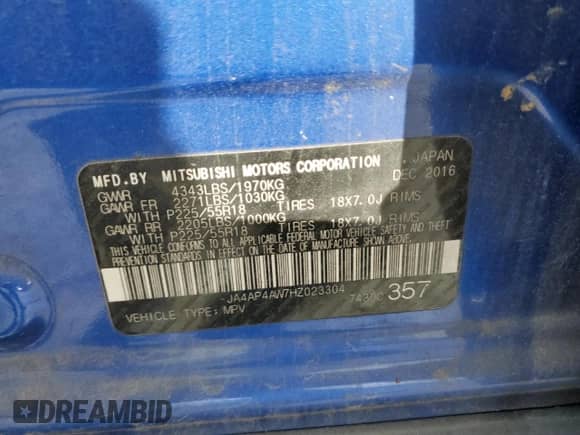 MFD.BY MITSUBISHI MOTORS CORPORATION JAPAN
GVWR 4343LBS/1970KG DEC 2016
GAWR FR 2271LBS/1030KG
WITH P225/55R18 TIRES 18X7.0J RIMS
GAWR RR 2205LBS/1000KG
WITH P225/55R18 TIRES 18X7.0J RIMS
THIS VEHICLE CONFORMS TO ALL APPLICABLE FEDERAL MOTOR VEHICLE SAFETY, BUMPER AND THEFT
PREVENTION STANDARDS IN EFFECT ON THE DATE OF MANUFACTURE SHOWN ABOVE.
JA4AP4AW7HZ023304
VEHICLE TYPE: MPV 357
DREAMBID